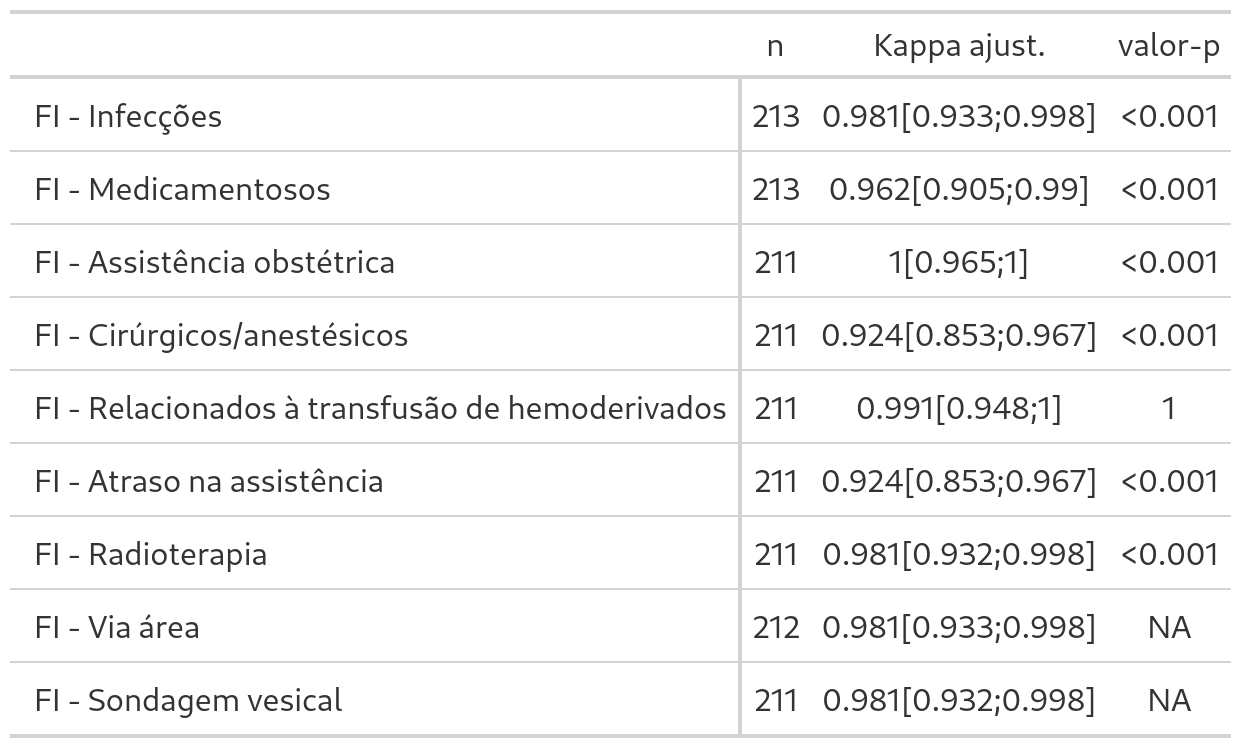 n Kappa ajust. valor-p
FI - Infecções 213 0.981[0.933;0.998] <0.001
FI - Medicamentosos 213 0.962[0.905;0.99] <0.001
FI - Assistência obstétrica 211 1[0.965;1] <0.001
FI - Cirúrgicos/anestésicos 211 0.924[0.853;0.967] <0.001
FI - Relacionados à transfusão de hemoderivados 211 0.991[0.948;1] 1
FI - Atraso na assistência 211 0.924[0.853;0.967] <0.001
FI - Radioterapia 211 0.981[0.932;0.998] <0.001
FI - Via área 212 0.981[0.933;0.998] NA
FI - Sondagem vesical 211 0.981[0.932;0.998] NA